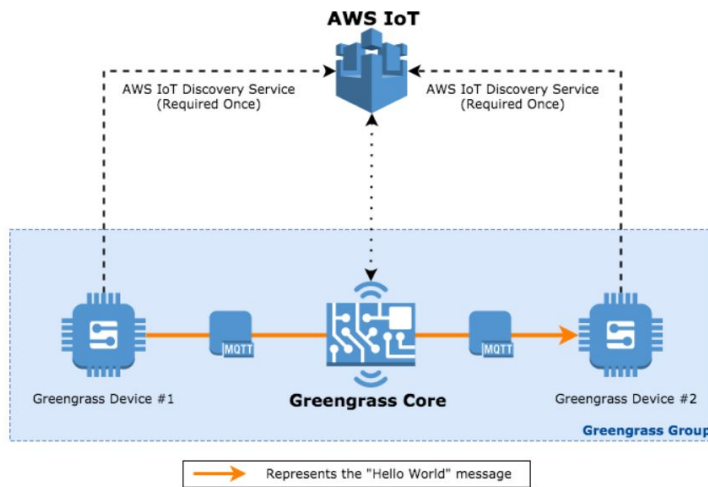 AWS IoT
AWS IoT Discovery Service
(Required Once)
AWS IoT Discovery Service
(Required Once)
MQTT
MQTT
Greengrass Device #1
Greengrass Core
Greengrass Device #2
Greengrass Group
Represents the "Hello World" message